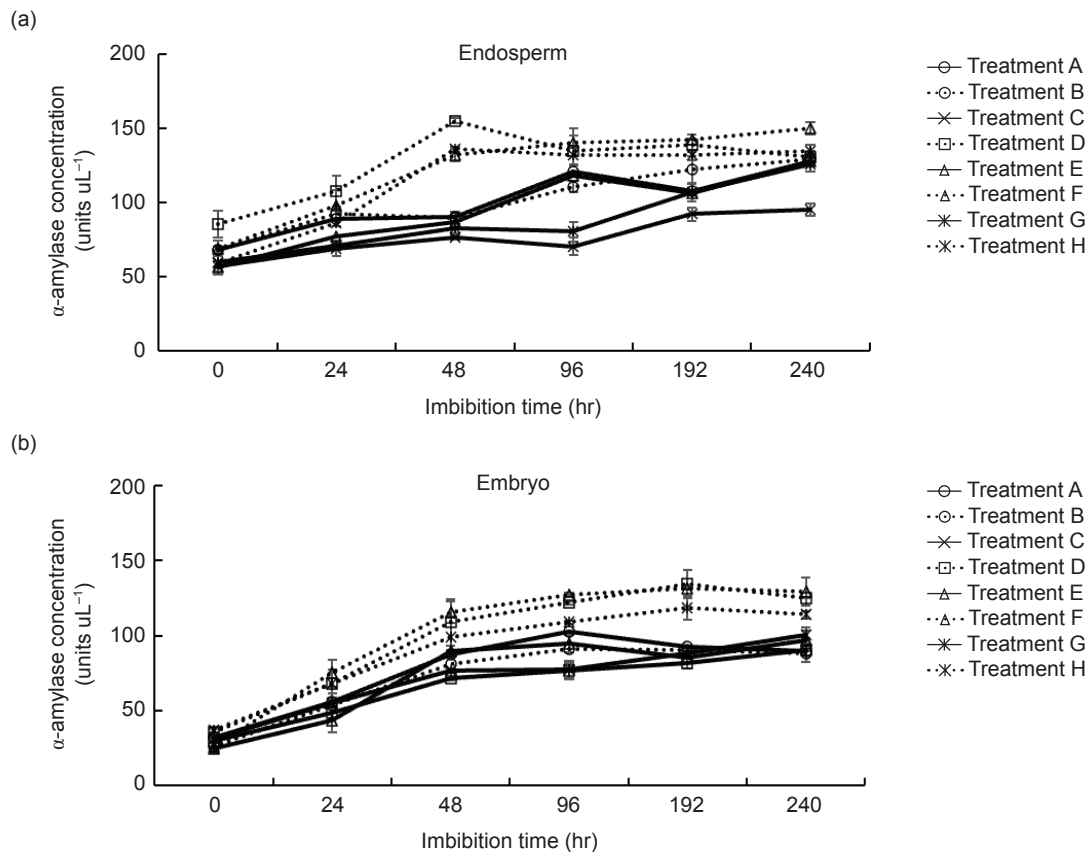 (a)
Endosperm
200
150
100
50
0
α-amylase concentration
(units uL⁻¹)
0 24 48 96 192 240
Imbibition time (hr)
Treatment A
Treatment B
Treatment C
Treatment D
Treatment E
Treatment F
Treatment G
Treatment H
(b)
Embryo
200
150
100
50
0
α-amylase concentration
(units uL⁻¹)
0 24 48 96 192 240
Imbibition time (hr)
Treatment A
Treatment B
Treatment C
Treatment D
Treatment E
Treatment F
Treatment G
Treatment H